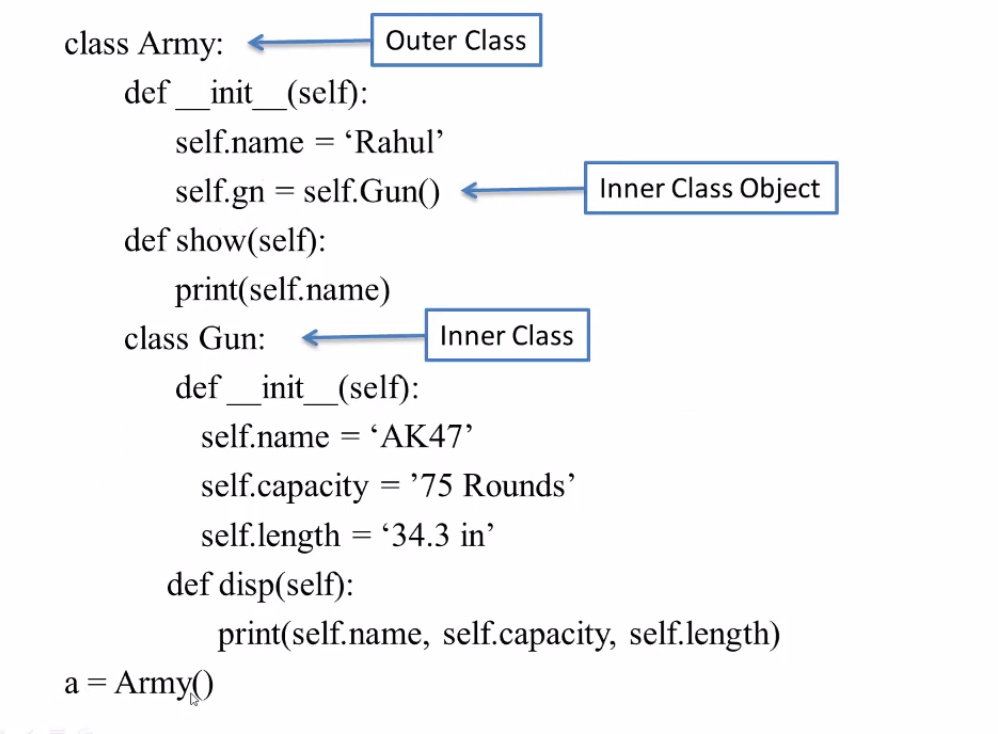 class Army:
Outer Class
def __init__(self):
self.name = ‘Rahul’
self.gn = self.Gun()
Inner Class Object
def show(self):
print(self.name)
class Gun:
Inner Class
def __init__(self):
self.name = ‘AK47’
self.capacity = ’75 Rounds’
self.length = ‘34.3 in’
def disp(self):
print(self.name, self.capacity, self.length)
a = Army()